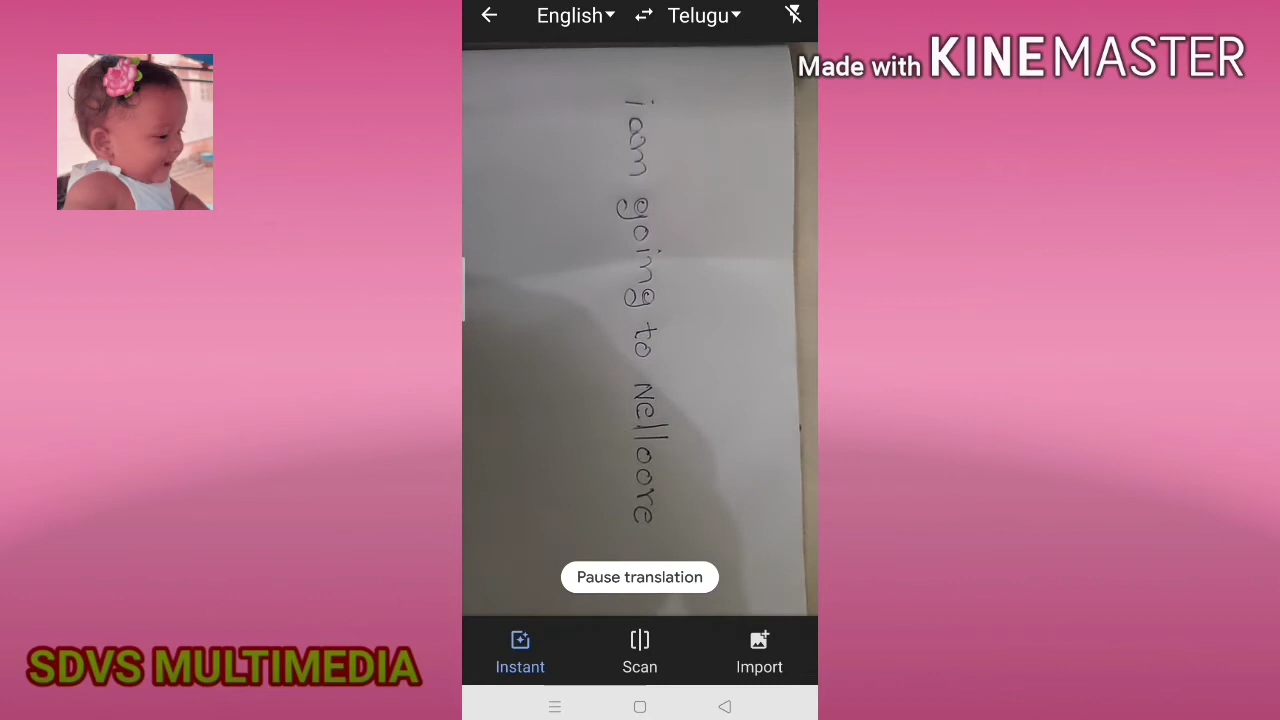 English Telugu
Made with KINEMASTER
i am going to Nelloore
Pause translation
Instant Scan Import
SDVS MULTIMEDIA